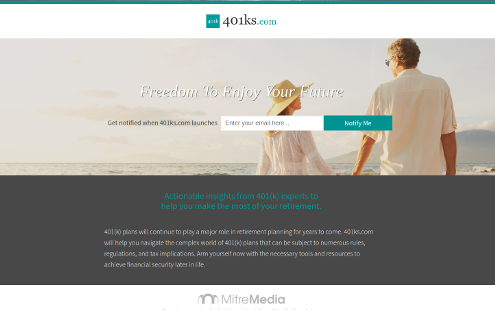 401k 401ks.com
Freedom To Enjoy Your Future
Get notified when 401ks.com launches Enter your email here... Notify Me
Actionable insights from 401(k) experts to
help you make the most of your retirement.
401(k) plans will continue to play a major role in retirement planning for years to come. 401ks.com
will help you navigate the complex world of 401(k) plans that can be subject to numerous rules,
regulations, and tax implications. Arm yourself now with the necessary tools and resources to
achieve financial security later in life.
MitreMedia